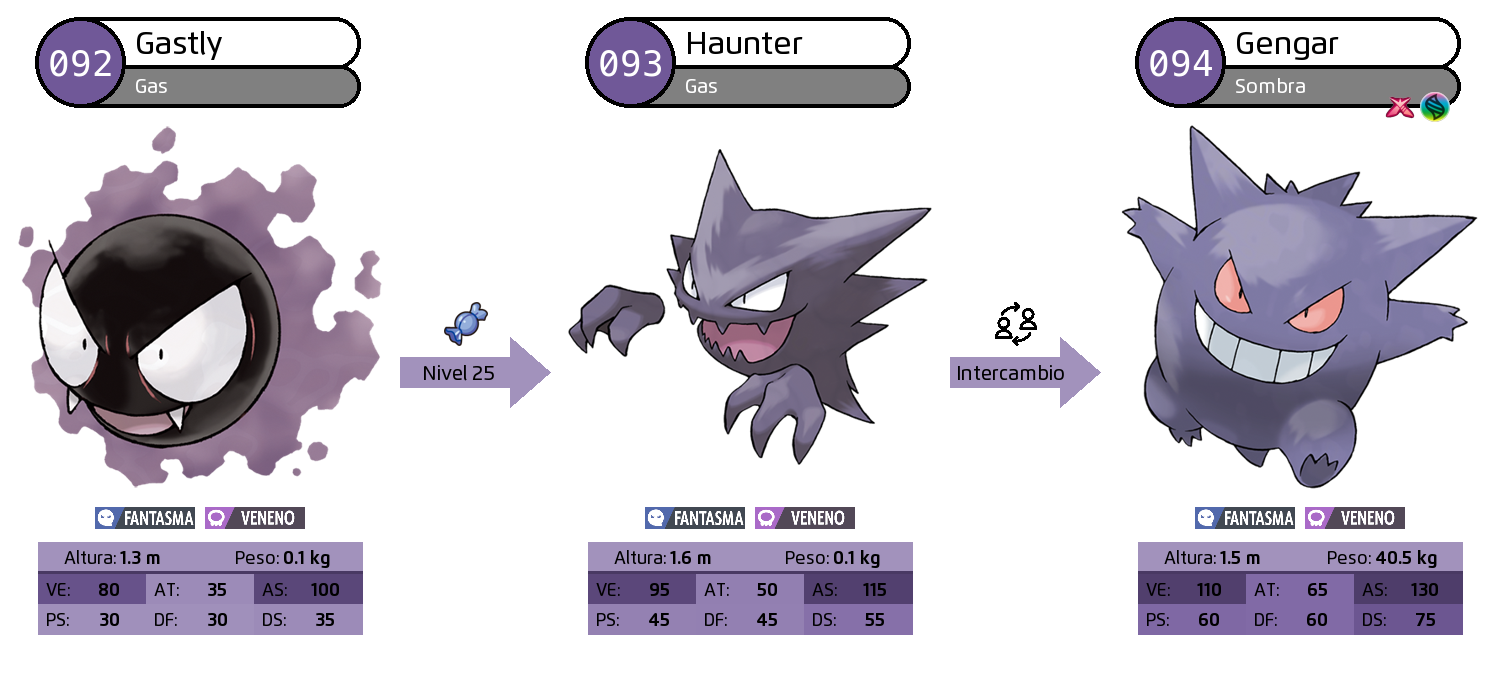 092 Gastly
Gas
093 Haunter
Gas
094 Gengar
Sombra
Nivel 25
Intercambio
FANTASMA VENENO
Altura: 1.3 m Peso: 0.1 kg
VE: 80 AT: 35 AS: 100
PS: 30 DF: 30 DS: 35
FANTASMA VENENO
Altura: 1.6 m Peso: 0.1 kg
VE: 95 AT: 50 AS: 115
PS: 45 DF: 45 DS: 55
FANTASMA VENENO
Altura: 1.5 m Peso: 40.5 kg
VE: 110 AT: 65 AS: 130
PS: 60 DF: 60 DS: 75